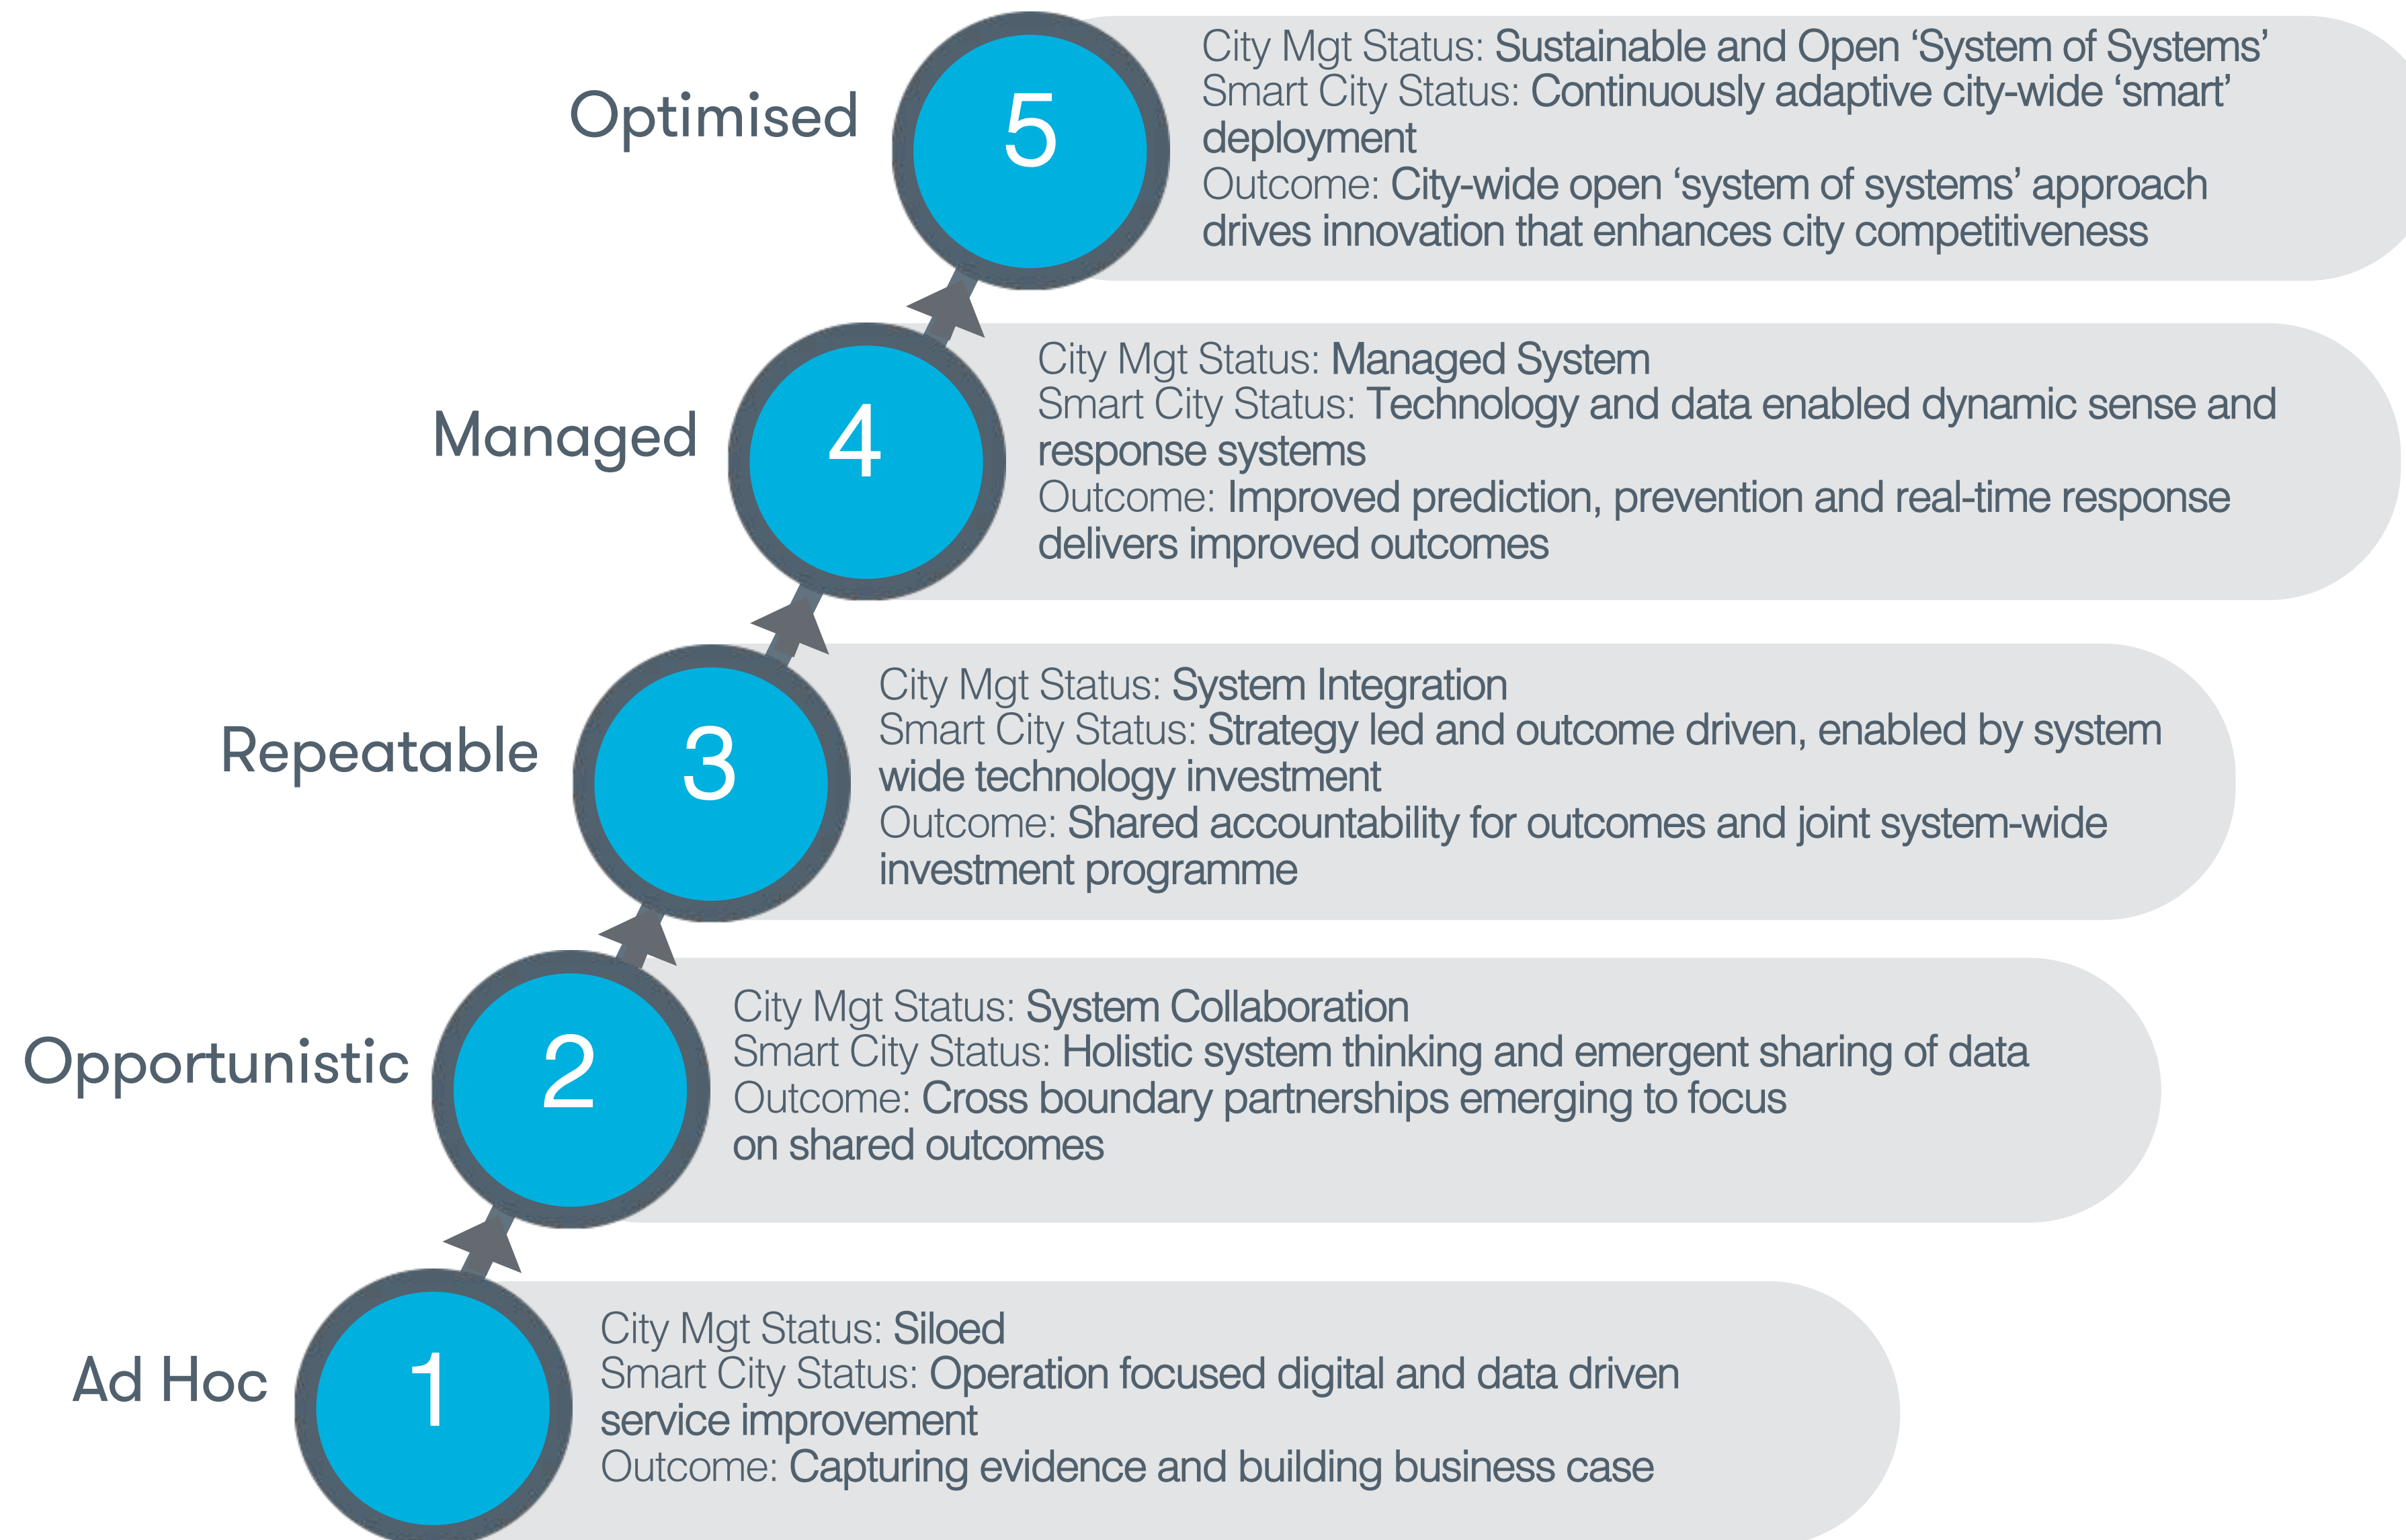 Optimised
5
City Mgt Status: Sustainable and Open ‘System of Systems’
Smart City Status: Continuously adaptive city-wide ‘smart’
deployment
Outcome: City-wide open ‘system of systems’ approach
drives innovation that enhances city competitiveness
Managed
4
City Mgt Status: Managed System
Smart City Status: Technology and data enabled dynamic sense and
response systems
Outcome: Improved prediction, prevention and real-time response
delivers improved outcomes
Repeatable
3
City Mgt Status: System Integration
Smart City Status: Strategy led and outcome driven, enabled by system
wide technology investment
Outcome: Shared accountability for outcomes and joint system-wide
investment programme
Opportunistic
2
City Mgt Status: System Collaboration
Smart City Status: Holistic system thinking and emergent sharing of data
Outcome: Cross boundary partnerships emerging to focus
on shared outcomes
Ad Hoc
1
City Mgt Status: Siloed
Smart City Status: Operation focused digital and data driven
service improvement
Outcome: Capturing evidence and building business case